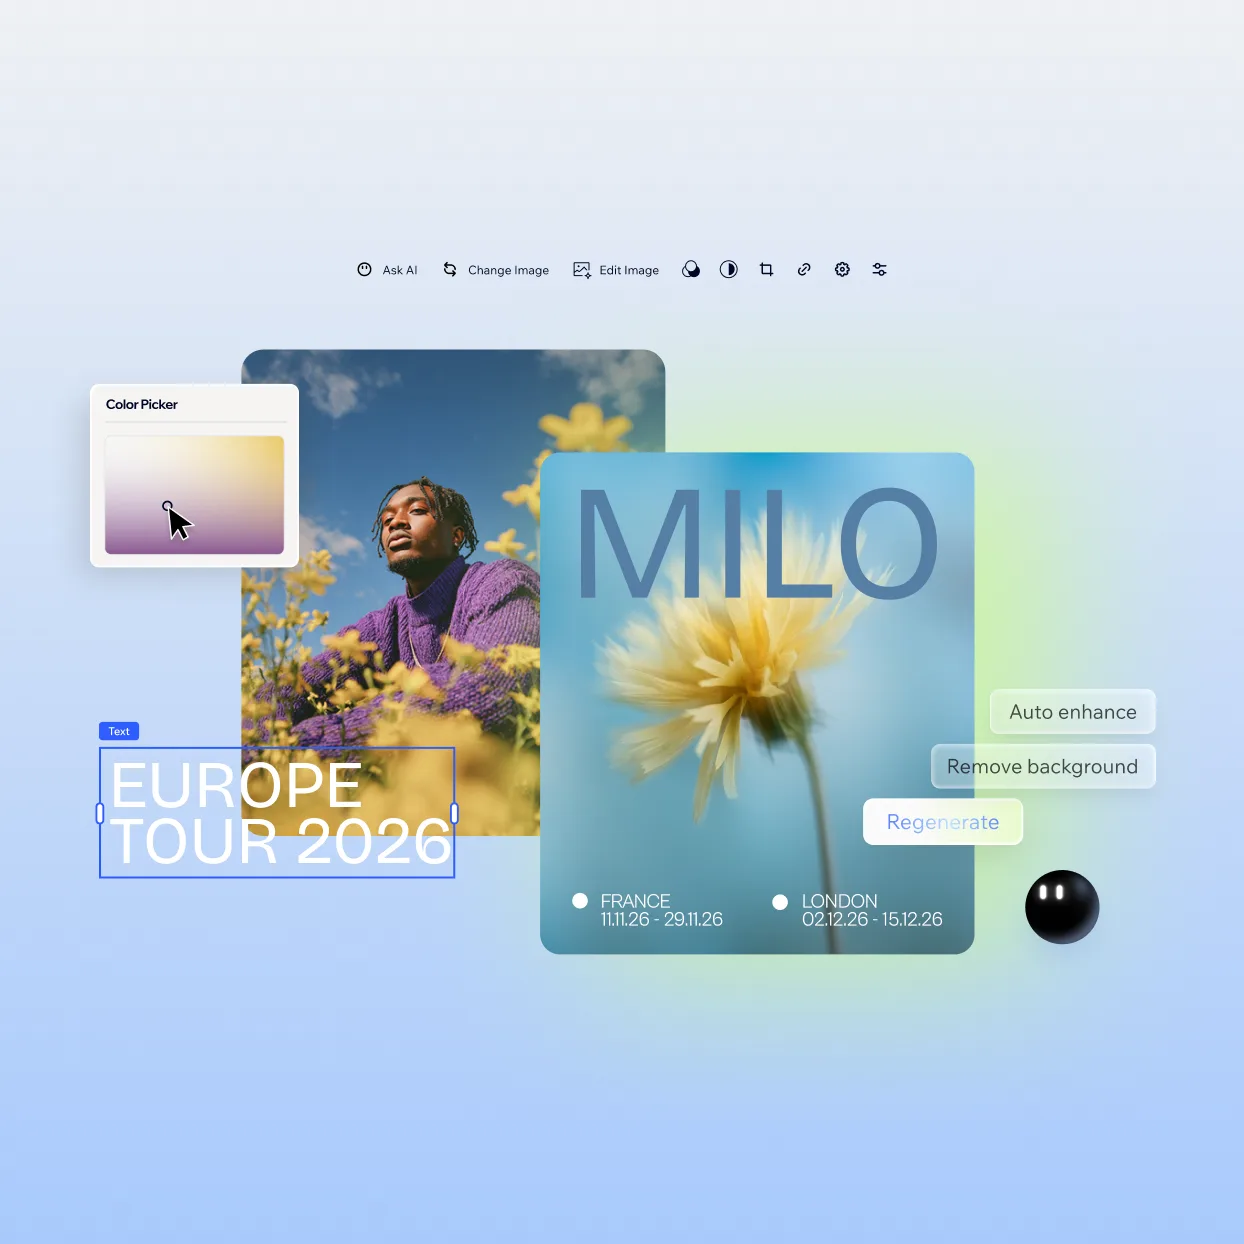 Ask AI
Change Image
Edit Image
Color Picker
MILO
Text
EUROPE
TOUR 2026
Auto enhance
Remove background
Regenerate
FRANCE
11.11.26 - 29.11.26
LONDON
02.12.26 - 15.12.26